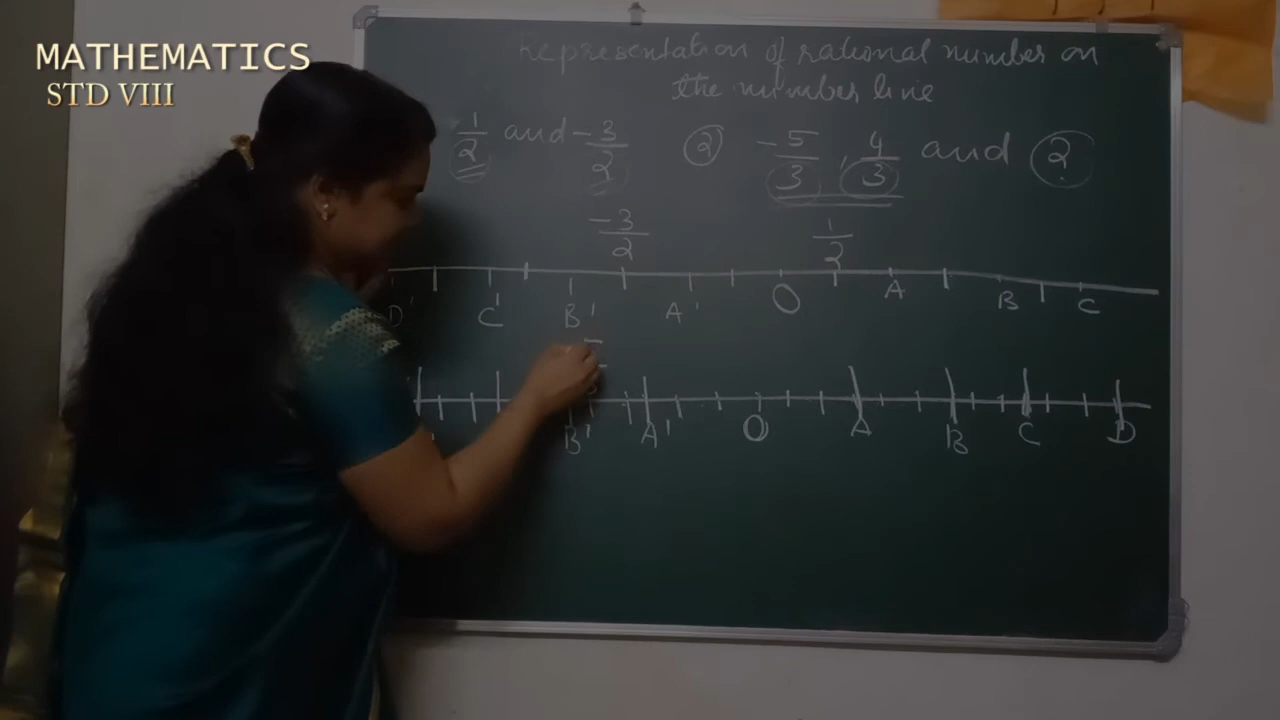 MATHEMATICS
STD VIII
Representation of rational number on
the number line
1/2 and -3/2 ② -5/3, 4/3 and ②
-3/2 1/2
D' C B' A' O A B C
B' A' O A B C D